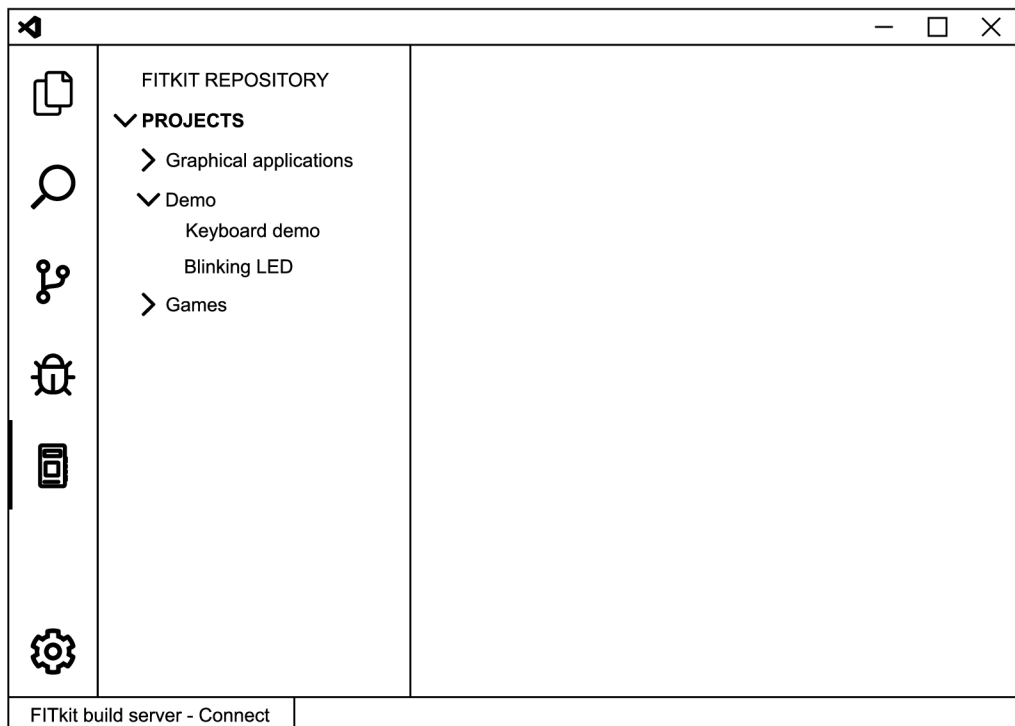 FITKIT REPOSITORY
PROJECTS
Graphical applications
Demo
Keyboard demo
Blinking LED
Games
FITkit build server - Connect